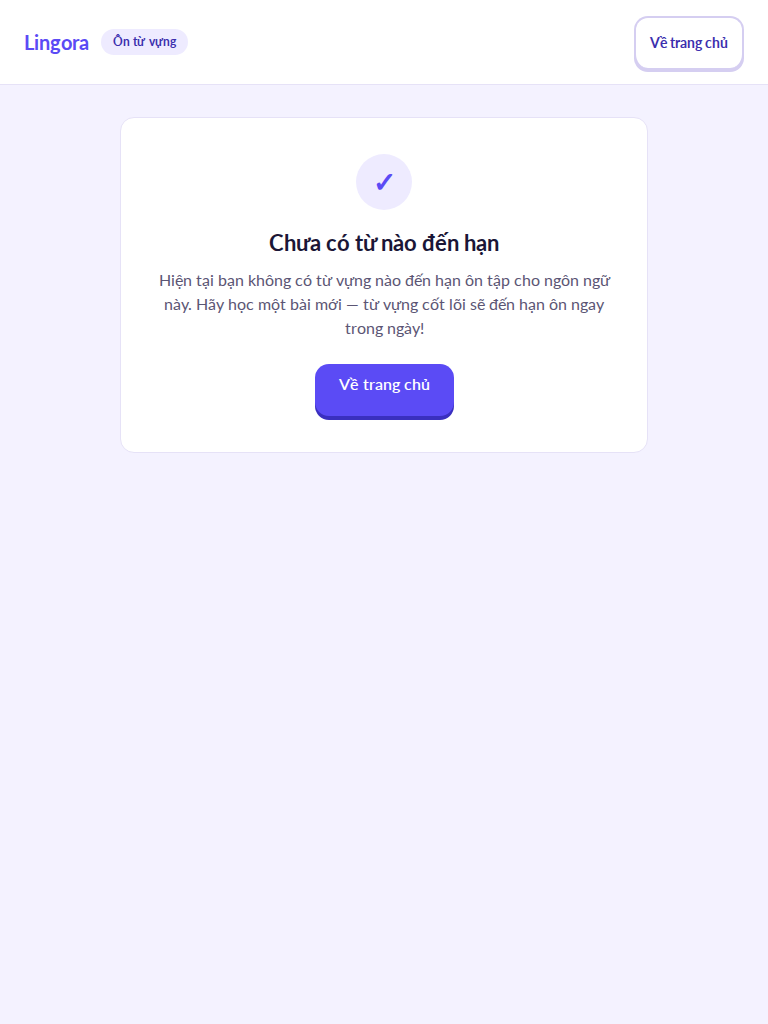 Lingora
Ôn từ vựng
Về trang chủ
✓
Chưa có từ nào đến hạn
Hiện tại bạn không có từ vựng nào đến hạn ôn tập cho ngôn ngữ
này. Hãy học một bài mới — từ vựng cốt lõi sẽ đến hạn ôn ngay
trong ngày!
Về trang chủ